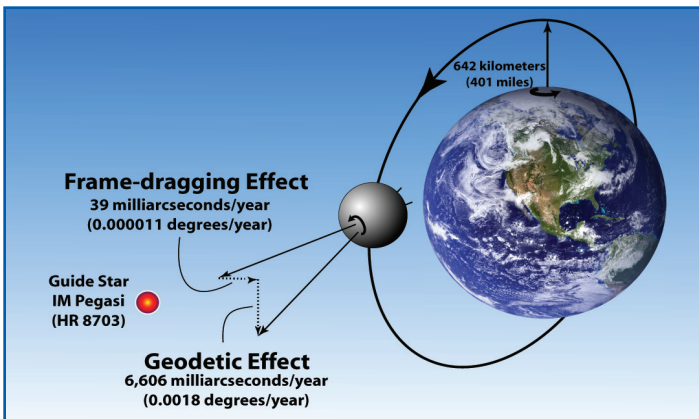 642 kilometers
(401 miles)
Frame-dragging Effect
39 milliarcseconds/year
(0.000011 degrees/year)
Guide Star
IM Pegasi
(HR 8703)
Geodetic Effect
6,606 milliarcseconds/year
(0.0018 degrees/year)